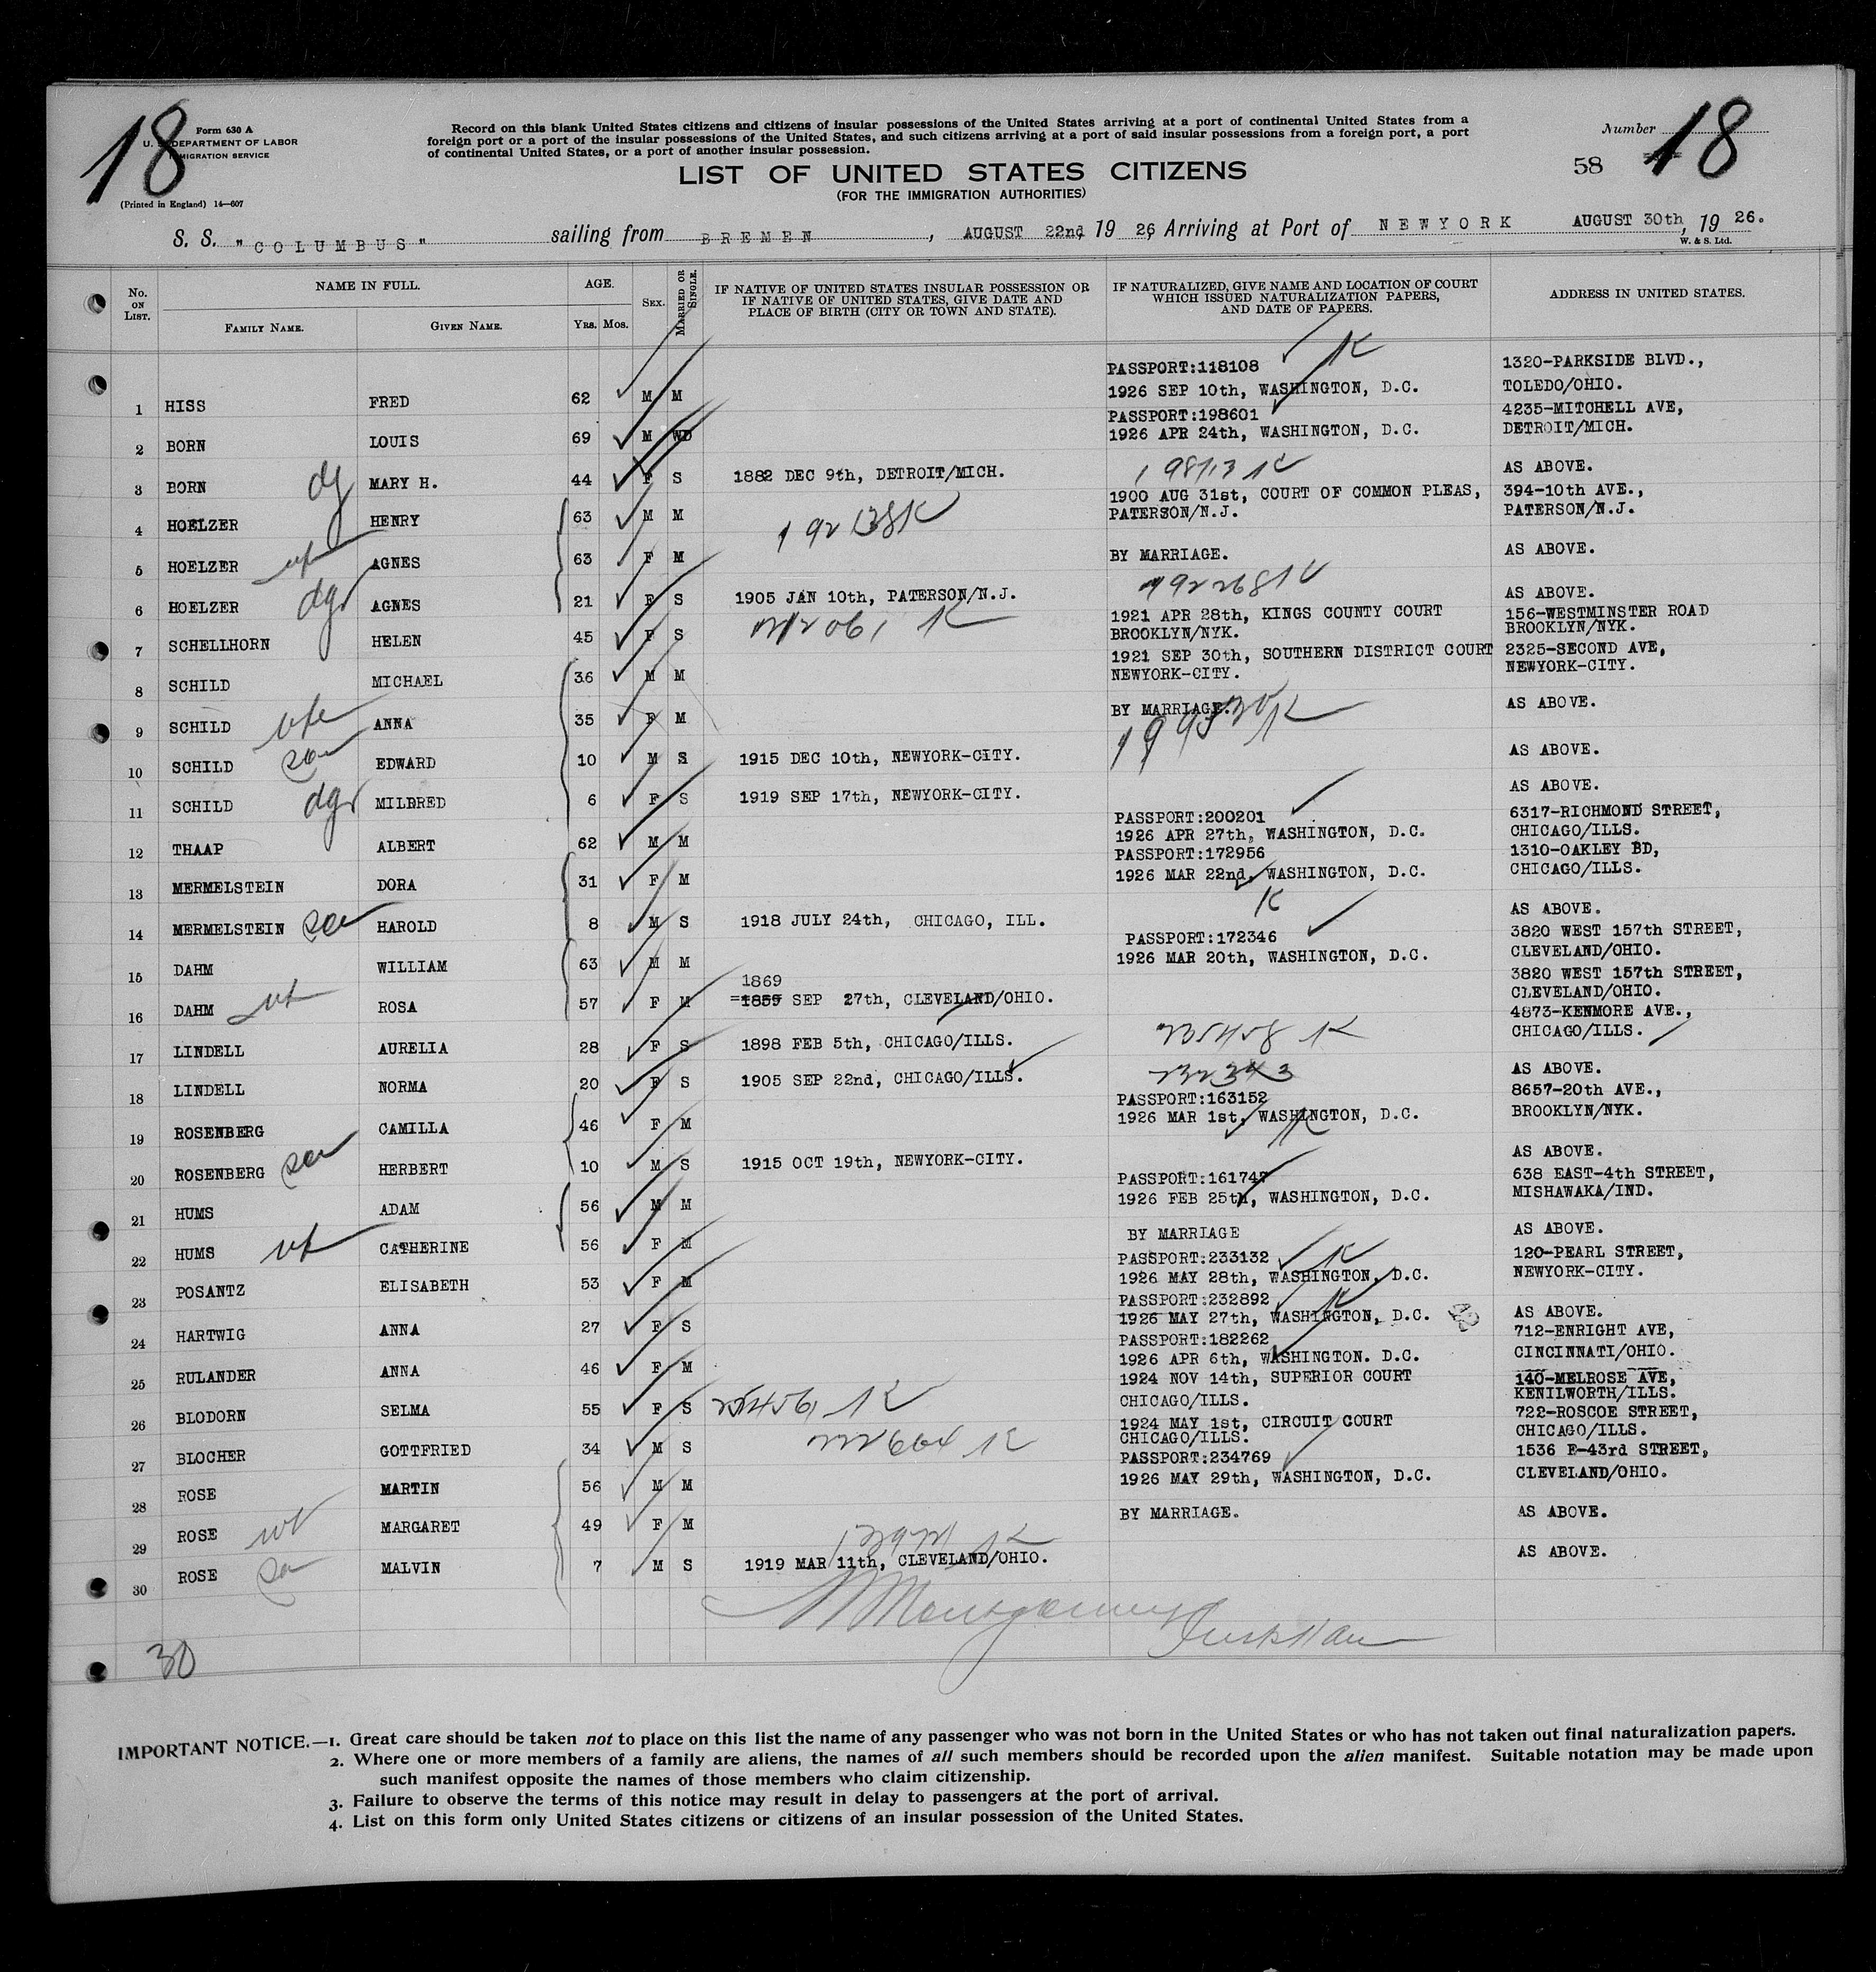 18
Form 630 A
U. S. DEPARTMENT OF LABOR
IMMIGRATION SERVICE
(Printed in England) 14—607
Record on this blank United States citizens and citizens of insular possessions of the United States arriving at a port of continental United States from a
foreign port or a port of the insular possessions of the United States, and such citizens arriving at a port of said insular possessions from a foreign port, a port
of continental United States, or a port of another insular possession.
Number 18
58
LIST OF UNITED STATES CITIZENS
(FOR THE IMMIGRATION AUTHORITIES)
S. S. "COLUMBUS" sailing from BREMEN, AUGUST 22nd 19 26, Arriving at Port of NEWYORK AUGUST 30th, 19 26.
W. & S. Ltd.
No. ON LIST. NAME IN FULL. FAMILY NAME. GIVEN NAME. AGE. Yrs. Mos. SEX. MARRIED OR SINGLE. IF NATIVE OF UNITED STATES INSULAR POSSESSION OR IF NATIVE OF UNITED STATES, GIVE DATE AND PLACE OF BIRTH (CITY OR TOWN AND STATE). IF NATURALIZED, GIVE NAME AND LOCATION OF COURT WHICH ISSUED NATURALIZATION PAPERS, AND DATE OF PAPERS. ADDRESS IN UNITED STATES.
1 HISS FRED 62 M M PASSPORT:118108 K 1926 SEP 10th, WASHINGTON, D.C. 1320-PARKSIDE BLVD., TOLEDO/OHIO.
2 BORN LOUIS 69 M WD PASSPORT:198601 1926 APR 24th, WASHINGTON, D.C. 4235-MITCHELL AVE, DETROIT/MICH.
3 BORN dg MARY H. 44 F S 1882 DEC 9th, DETROIT/MICH. AS ABOVE.
4 HOELZER HENRY 63 M M 192138K 1900 AUG 31st, COURT OF COMMON PLEAS, PATERSON/N.J. 394-10th AVE., PATERSON/N.J.
5 HOELZER wf AGNES 63 F M BY MARRIAGE. AS ABOVE.
6 HOELZER dgr AGNES 21 F S 1905 JAN 10th, PATERSON/N.J. 192268K AS ABOVE.
7 SCHELLHORN HELEN 45 F S 1921 APR 28th, KINGS COUNTY COURT BROOKLYN/NYK. 156-WESTMINSTER ROAD BROOKLYN/NYK.
8 SCHILD MICHAEL 36 M M 1921 SEP 30th, SOUTHERN DISTRICT COURT NEWYORK-CITY. 2325-SECOND AVE, NEWYORK-CITY.
9 SCHILD wfe ANNA 35 F M BY MARRIAGE. AS ABOVE.
10 SCHILD son EDWARD 10 M S 1915 DEC 10th, NEWYORK-CITY. AS ABOVE.
11 SCHILD dgr MILDRED 6 F S 1919 SEP 17th, NEWYORK-CITY. AS ABOVE.
12 THAAP ALBERT 62 M M PASSPORT:200201 1926 APR 27th, WASHINGTON, D.C. 6317-RICHMOND STREET, CHICAGO/ILLS.
13 MERMELSTEIN DORA 31 F M PASSPORT:172956 1926 MAR 22nd, WASHINGTON, D.C. K 1310-OAKLEY BD, CHICAGO/ILLS.
14 MERMELSTEIN son HAROLD 8 M S 1918 JULY 24th, CHICAGO, ILL. AS ABOVE.
15 DAHM WILLIAM 63 M M PASSPORT:172346 1926 MAR 20th, WASHINGTON, D.C. 3820 WEST 157th STREET, CLEVELAND/OHIO.
16 DAHM wf ROSA 57 F M 1869 1859 SEP 27th, CLEVELAND/OHIO. 3820 WEST 157th STREET, CLEVELAND/OHIO.
17 LINDELL AURELIA 28 F S 1898 FEB 5th, CHICAGO/ILLS. 235458 K 4873-KENMORE AVE., CHICAGO/ILLS.
18 LINDELL NORMA 20 F S 1905 SEP 22nd, CHICAGO/ILLS. 232343 AS ABOVE.
19 ROSENBERG CAMILLA 46 F M PASSPORT:163152 1926 MAR 1st, WASHINGTON, D.C. K 8657-20th AVE., BROOKLYN/NYK.
20 ROSENBERG son HERBERT 10 M S 1915 OCT 19th, NEWYORK-CITY. AS ABOVE.
21 HUMS ADAM 56 M M PASSPORT:161747 1926 FEB 25th, WASHINGTON, D.C. 638 EAST-4th STREET, MISHAWAKA/IND.
22 HUMS wf CATHERINE 56 F M BY MARRIAGE AS ABOVE.
23 POSANTZ ELISABETH 53 F M PASSPORT:233132 K 1926 MAY 28th, WASHINGTON, D.C. 120-PEARL STREET, NEWYORK-CITY.
24 HARTWIG ANNA 27 F S PASSPORT:232892 K 1926 MAY 27th, WASHINGTON, D.C. AS ABOVE.
25 RULANDER ANNA 46 F M PASSPORT:182262 1926 APR 6th, WASHINGTON. D.C. 712-ENRIGHT AVE, CINCINNATI/OHIO.
26 BLODORN SELMA 55 F S 1924 NOV 14th, SUPERIOR COURT CHICAGO/ILLS. 140-MELROSE AVE, KENILWORTH/ILLS.
27 BLOCHER GOTTFRIED 34 M S 222664 K 1924 MAY 1st, CIRCUIT COURT CHICAGO/ILLS. 722-ROSCOE STREET, CHICAGO/ILLS.
28 ROSE MARTIN 56 M M PASSPORT:234769 1926 MAY 29th, WASHINGTON, D.C. 1536 E-43rd STREET, CLEVELAND/OHIO.
29 ROSE wf MARGARET 49 F M BY MARRIAGE. AS ABOVE.
30 ROSE son MALVIN 7 M S 1919 MAR 11th, CLEVELAND/OHIO. AS ABOVE.
Montgomery
30
IMPORTANT NOTICE.—1. Great care should be taken not to place on this list the name of any passenger who was not born in the United States or who has not taken out final naturalization papers.
2. Where one or more members of a family are aliens, the names of all such members should be recorded upon the alien manifest. Suitable notation may be made upon
such manifest opposite the names of those members who claim citizenship.
3. Failure to observe the terms of this notice may result in delay to passengers at the port of arrival.
4. List on this form only United States citizens or citizens of an insular possession of the United States.